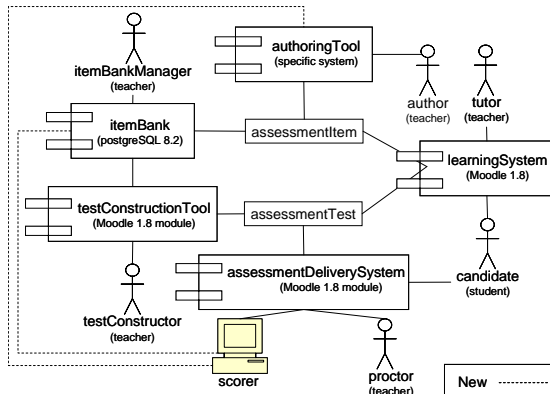 authoringTool
(specific system)
itemBankManager
(teacher)
author
(teacher)
tutor
(teacher)
itemBank
(postgreSQL 8.2)
assessmentItem
learningSystem
(Moodle 1.8)
testConstructionTool
(Moodle 1.8 module)
assessmentTest
assessmentDeliverySystem
(Moodle 1.8 module)
candidate
(student)
testConstructor
(teacher)
scorer
proctor
(teacher)
New